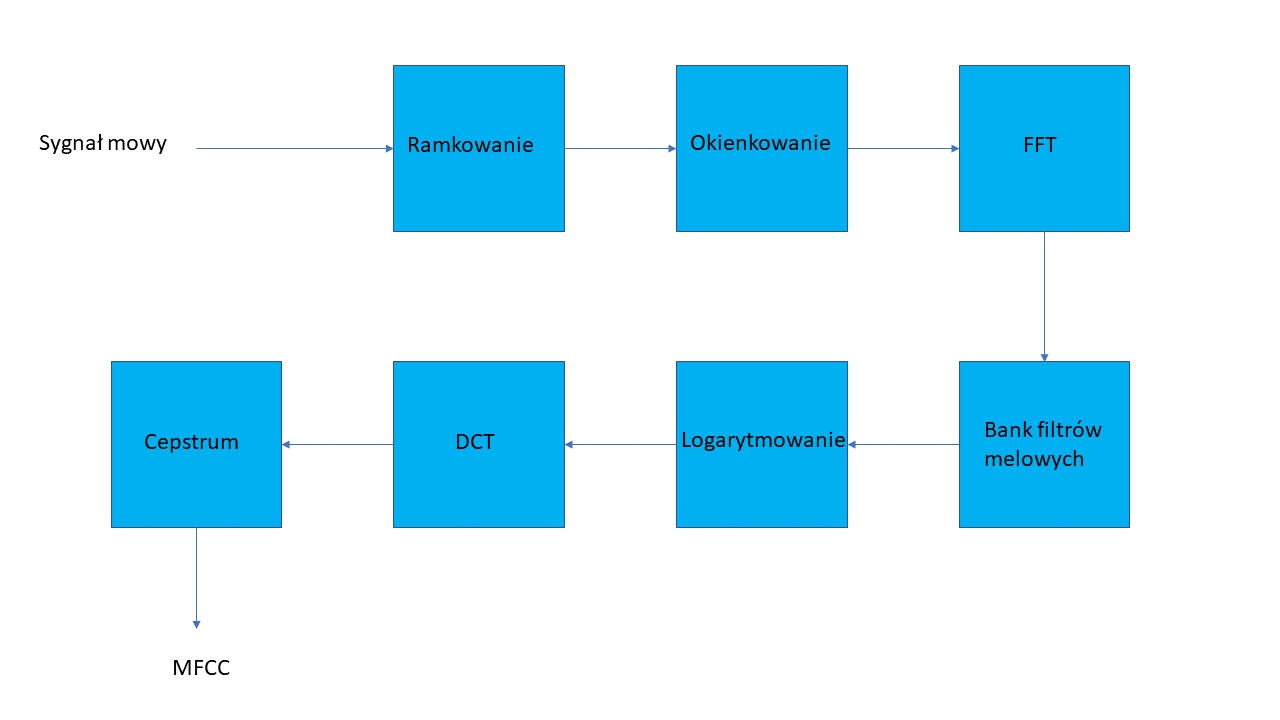 Sygnał mowy
Ramkowanie
Okienkowanie
FFT
Bank filtrów
melowych
Logarytmowanie
DCT
Cepstrum
MFCC